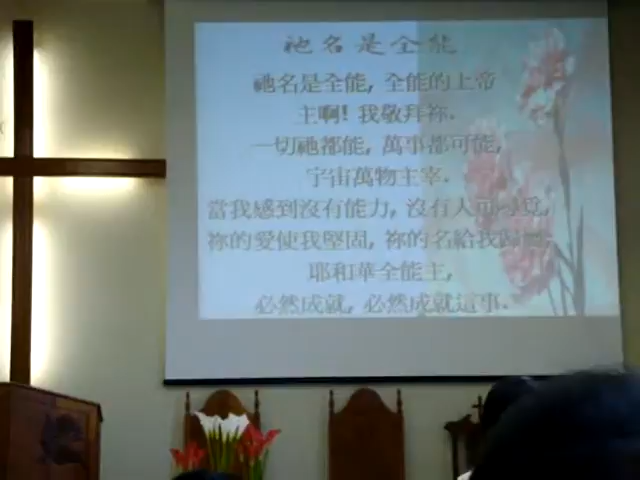 祂名是全能
祂名是全能, 全能的上帝
主啊! 我敬拜祢.
一切祂都能, 萬事都可能,
宇宙萬物主宰.
當我感到沒有能力, 沒有人可尋覓,
祢的愛使我堅固, 祢的名給我
耶和華全能主,
必然成就, 必然成就這事.